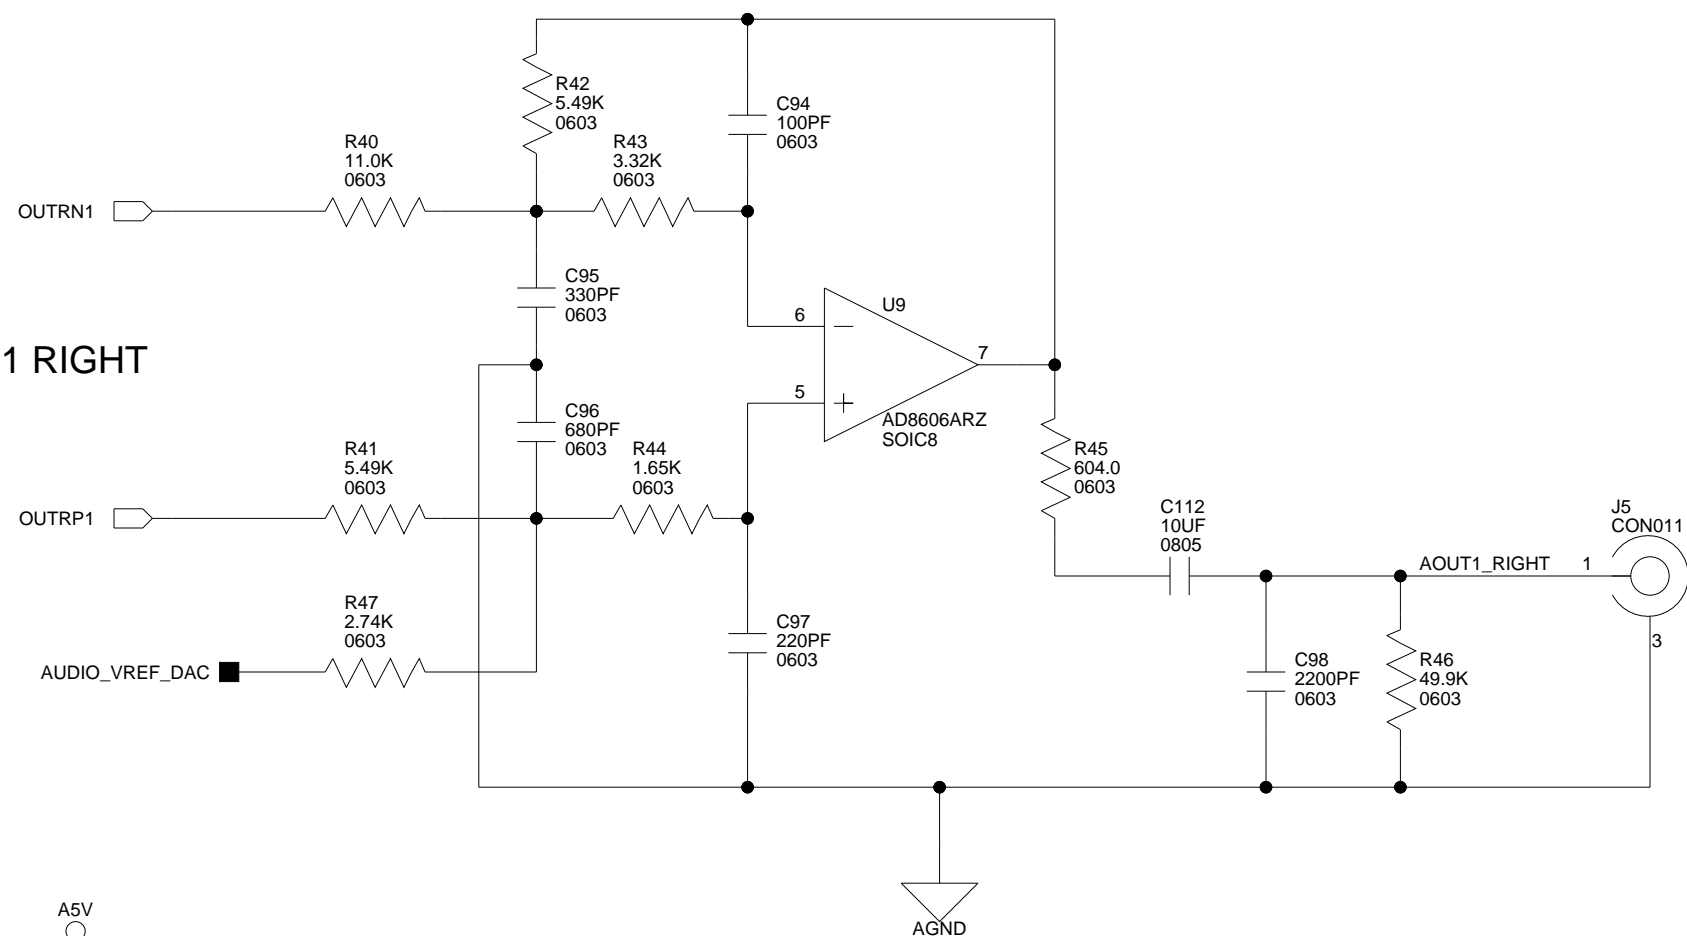 R42
5.49K
0603
C94
100PF
0603
R40
11.0K
0603
R43
3.32K
0603
OUTRN1
C95
330PF
0603
U9
6
1 RIGHT
7
5
C96
680PF
0603
AD8606ARZ
SOIC8
R41
5.49K
0603
R44
1.65K
0603
R45
604.0
0603
OUTRP1
C112
10UF
0805
J5
CON011
AOUT1_RIGHT
1
R47
2.74K
0603
C97
220PF
0603
3
AUDIO_VREF_DAC
C98
2200PF
0603
R46
49.9K
0603
A5V
AGND